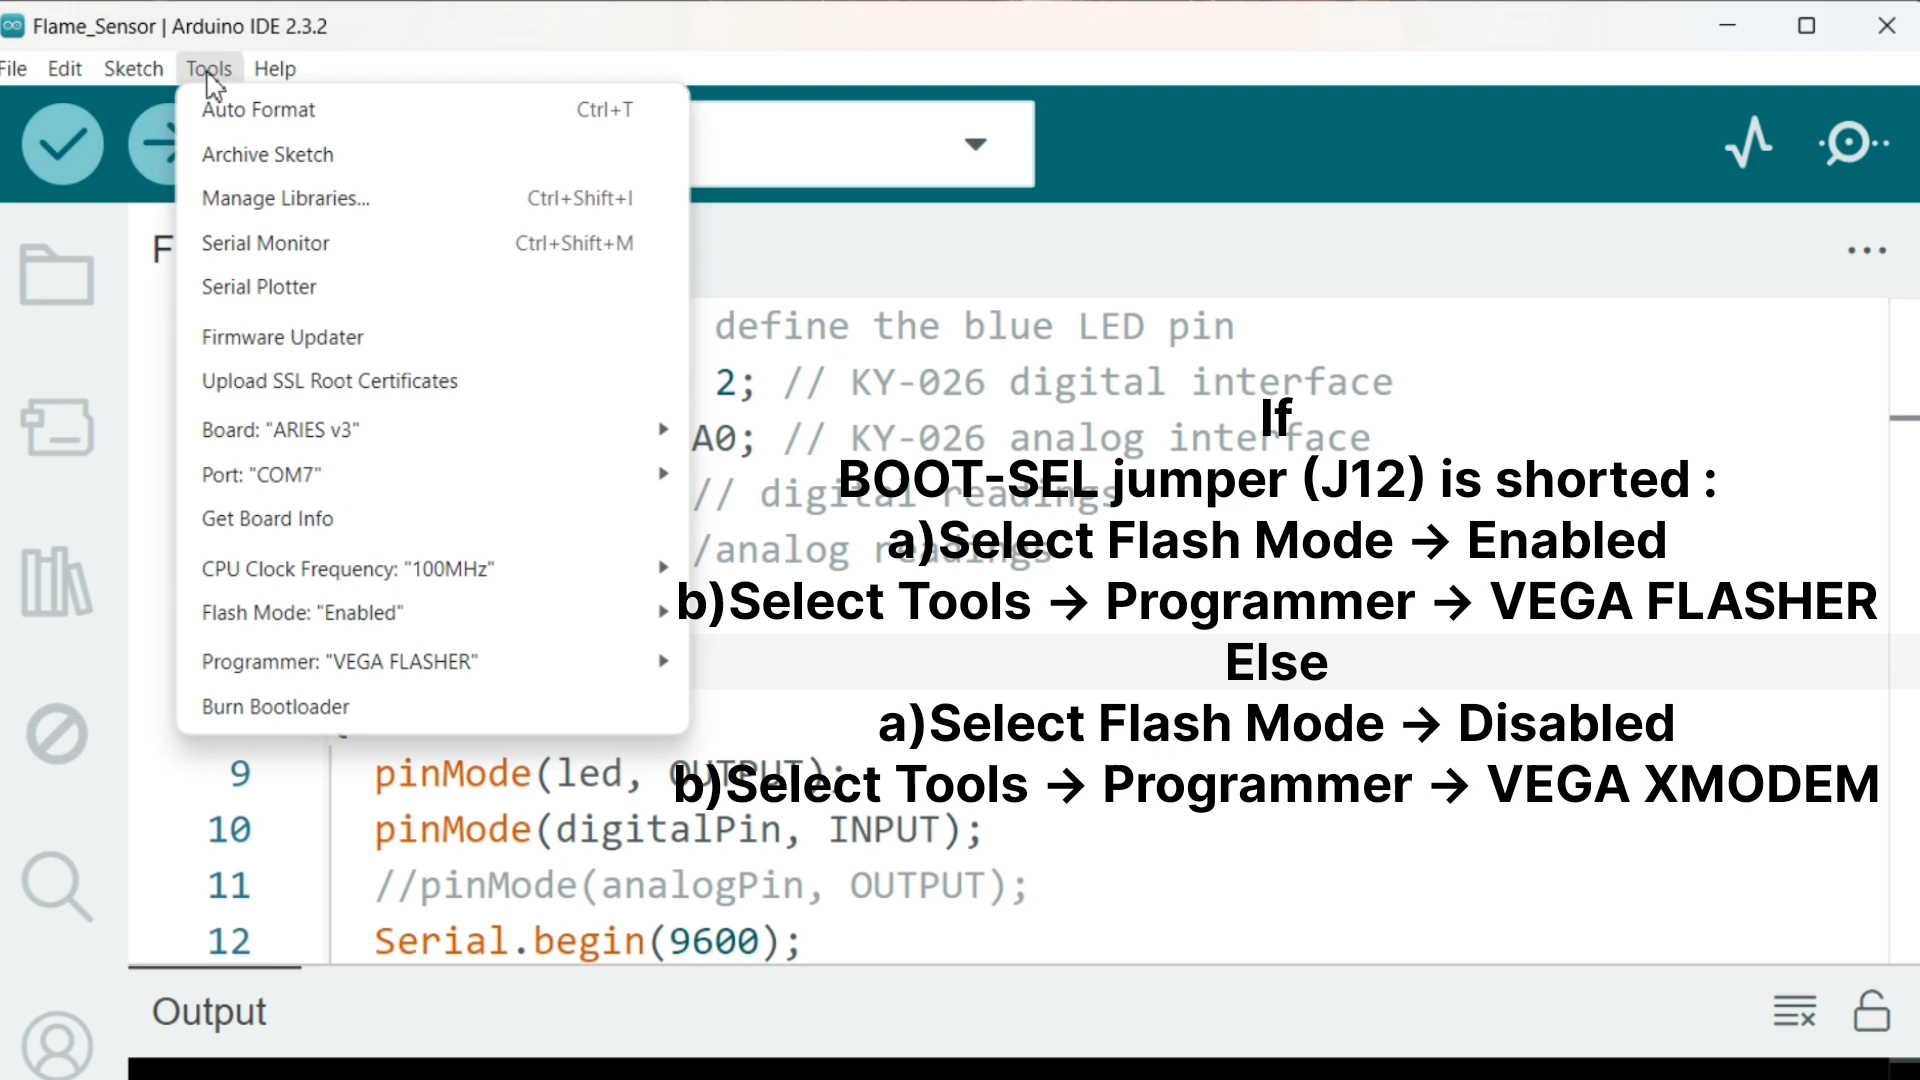 Flame_Sensor | Arduino IDE 2.3.2
File Edit Sketch Tools Help
Auto Format Ctrl+T
Archive Sketch
Manage Libraries... Ctrl+Shift+I
Serial Monitor Ctrl+Shift+M
Serial Plotter
Firmware Updater
Upload SSL Root Certificates
Board: "ARIES v3"
Port: "COM7"
Get Board Info
CPU Clock Frequency: "100MHz"
Flash Mode: "Enabled"
Programmer: "VEGA FLASHER"
Burn Bootloader
F
define the blue LED pin
2; // KY-026 digital interface
A0; // KY-026 analog interface
// digital readings
/analog readings
9 pinMode(led, OUTPUT);
10 pinMode(digitalPin, INPUT);
11 //pinMode(analogPin, OUTPUT);
12 Serial.begin(9600);
If
BOOT-SEL jumper (J12) is shorted :
a)Select Flash Mode → Enabled
b)Select Tools → Programmer → VEGA FLASHER
Else
a)Select Flash Mode → Disabled
b)Select Tools → Programmer → VEGA XMODEM
Output